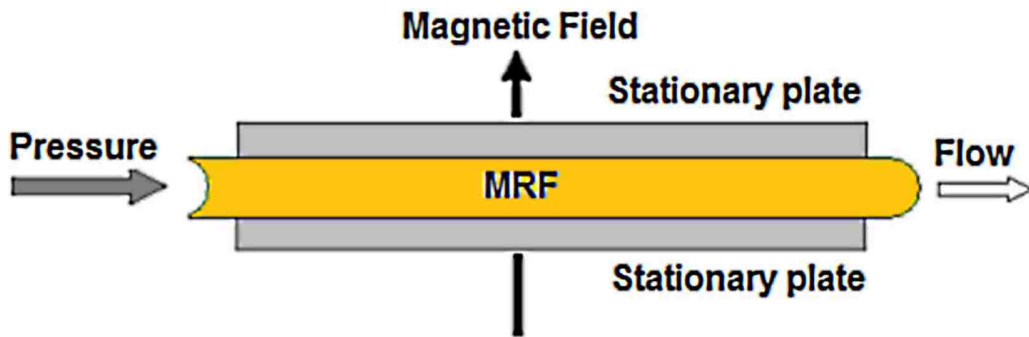 Magnetic Field
Stationary plate
Pressure
MRF
Flow
Stationary plate